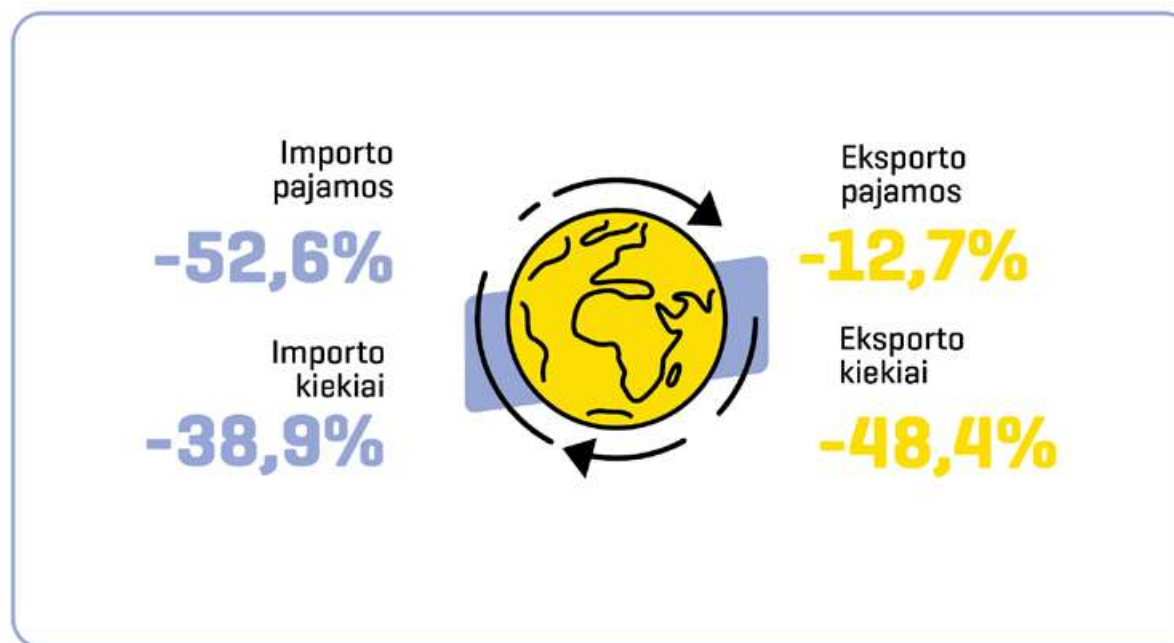 Importo
pajamos
-52,6%
Importo
kiekiai
-38,9%
Eksporto
pajamos
-12,7%
Eksporto
kiekiai
-48,4%